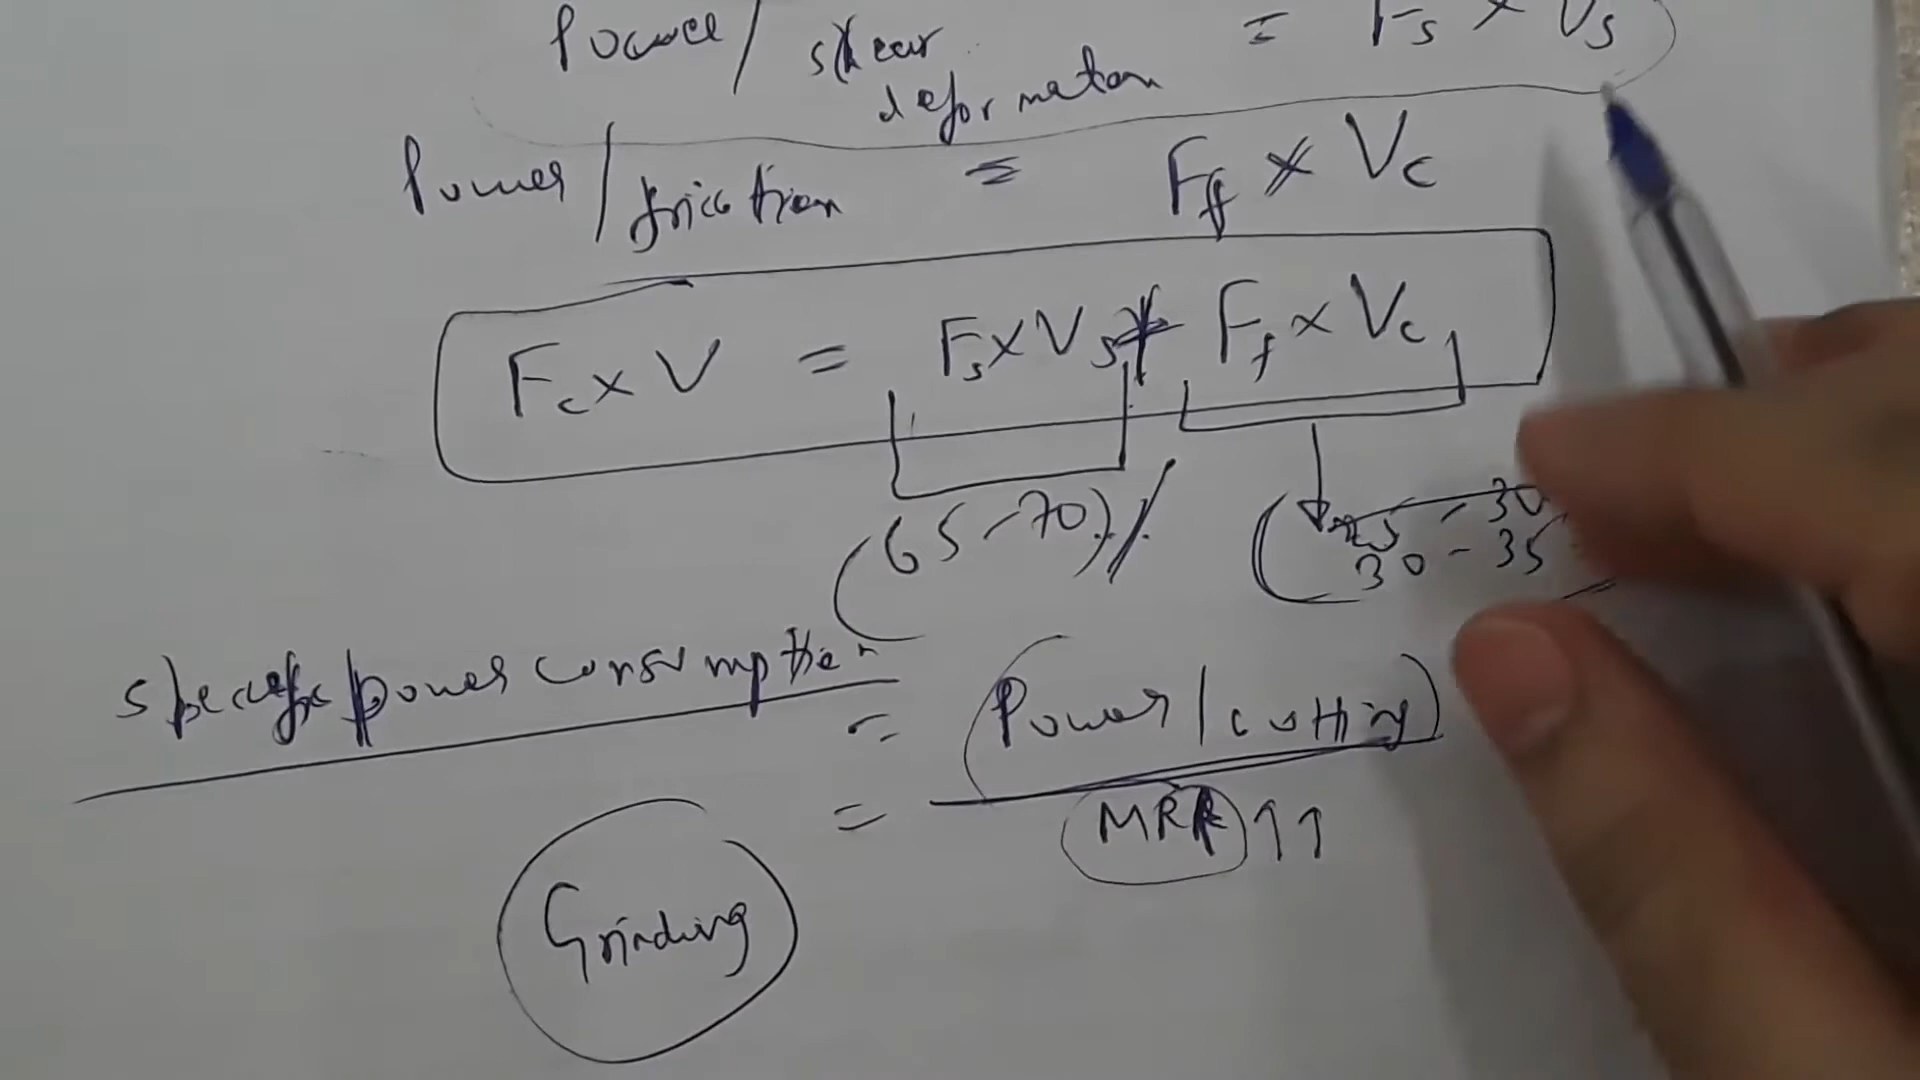 Power/ shear deformation = Fs × Vs
Power/friction = Ff × Vc
Fc × V = Fs × Vs + Ff × Vc
(65-70)%
30 - 35
specific power consumption = Power/cutting
= MRR ↑↑
Grinding